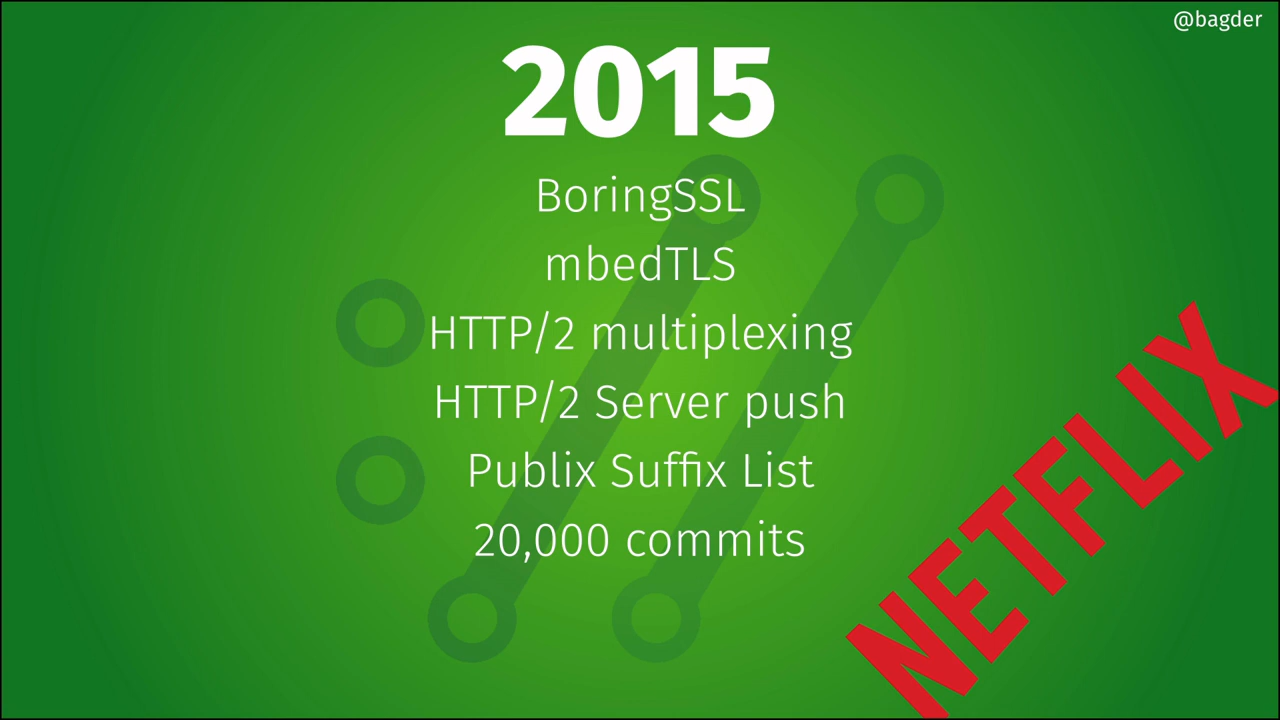 @bagder
2015
BoringSSL
mbedTLS
HTTP/2 multiplexing
HTTP/2 Server push
Publix Suffix List
20,000 commits
NETFLIX